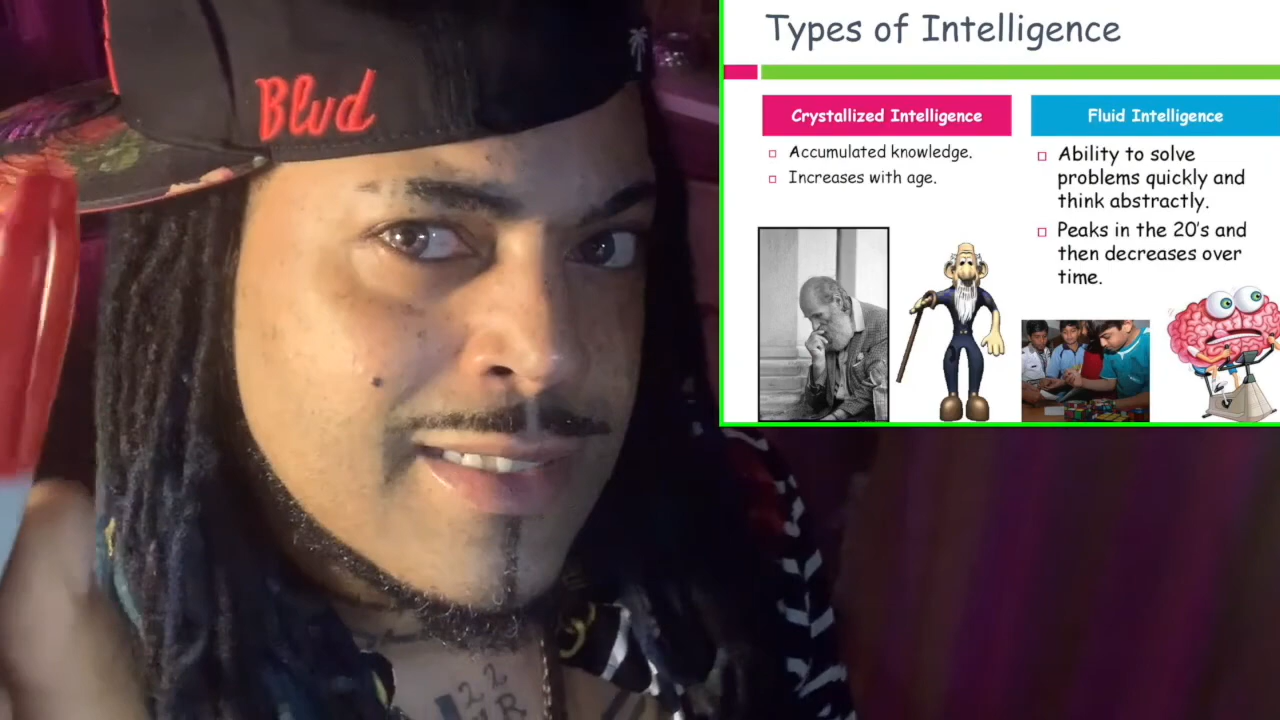 Blvd
Types of Intelligence
Crystallized Intelligence
Accumulated knowledge.
Increases with age.
Fluid Intelligence
Ability to solve
problems quickly and
think abstractly.
Peaks in the 20's and
then decreases over
time.
22